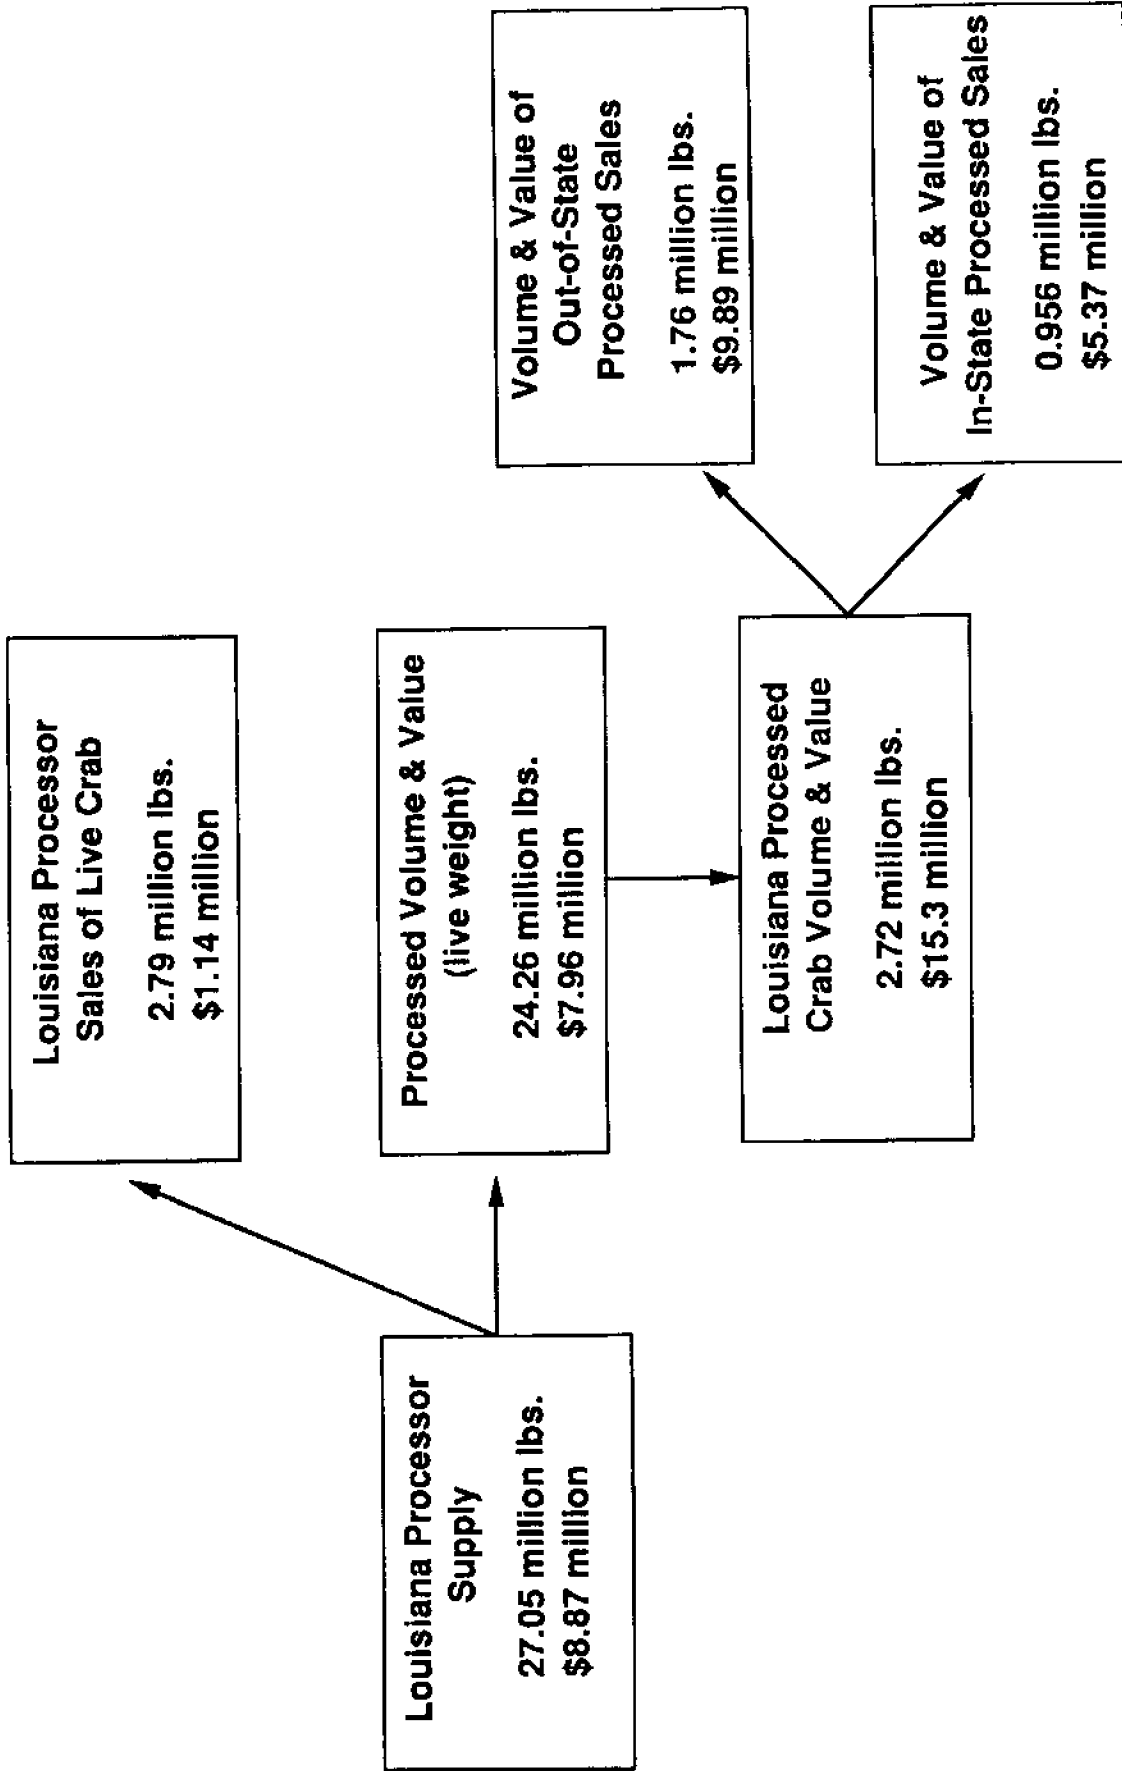 Louisiana Processor
Supply
27.05 million lbs.
$8.87 million
Louisiana Processor
Sales of Live Crab
2.79 million lbs.
$1.14 million
Processed Volume & Value
(live weight)
24.26 million lbs.
$7.96 million
Louisiana Processed
Crab Volume & Value
2.72 million lbs.
$15.3 million
Volume & Value of
Out-of-State
Processed Sales
1.76 million lbs.
$9.89 million
Volume & Value of
In-State Processed Sales
0.956 million lbs.
$5.37 million